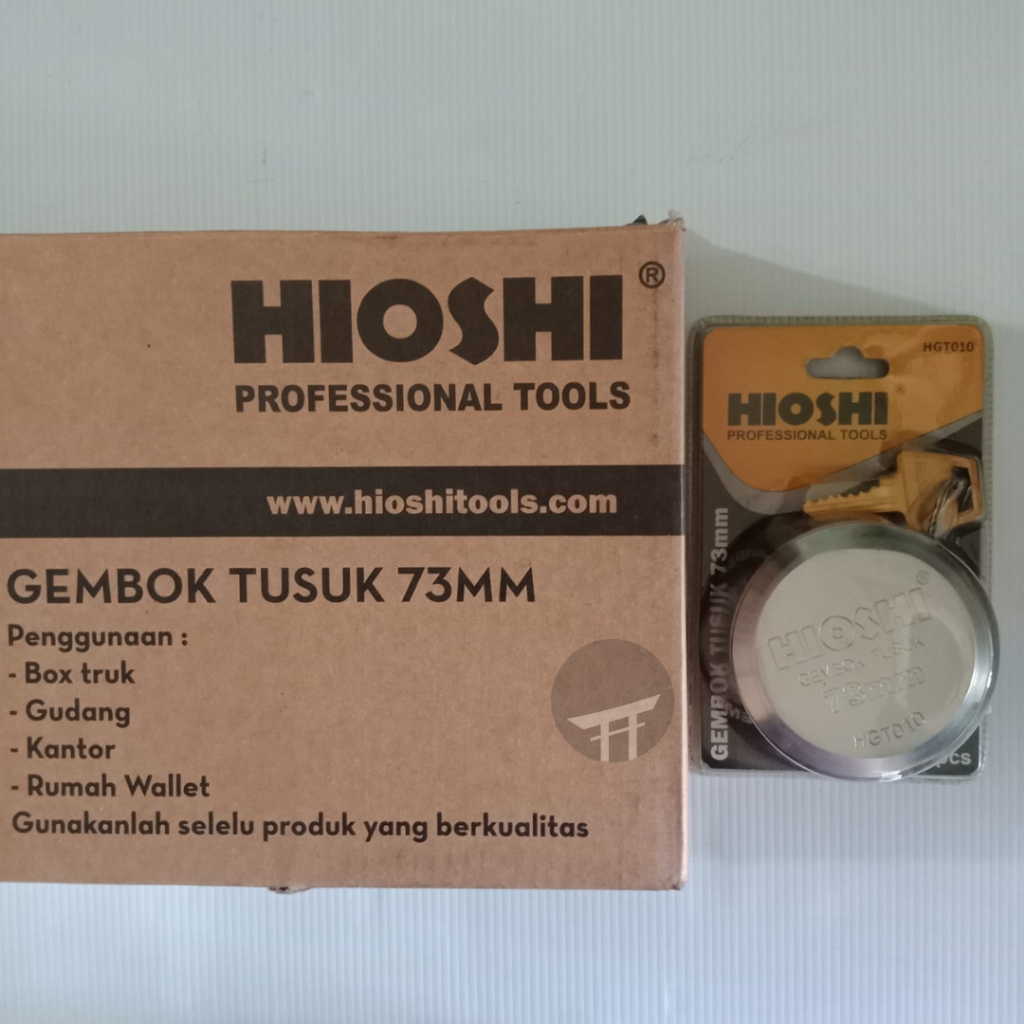 HIOSHI ®
PROFESSIONAL TOOLS
www.hioshitools.com
GEMBOK TUSUK 73MM
Penggunaan :
- Box truk
- Gudang
- Kantor
- Rumah Wallet
Gunakanlah selelu produk yang berkualitas
HGT010
HIOSHI ®
PROFESSIONAL TOOLS
GEMBOK TUSUK 73mm
HIOSHI ®
GEMBOK TUSUK
73mm
HGT010
pcs